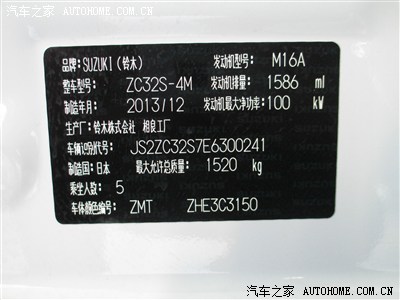 汽车之家 AUTOHOME.COM.CN
品牌：SUZUKI(铃木) 发动机型号： M16A
整车型号： ZC32S-4M 发动机排量： 1586 ml
制造年月： 2013/12 发动机最大净功率：100 kW
生产厂：铃木株式会社 相良工厂
车辆识别代号： JS2ZC32S7E6300241
制造国：日本 最大允许总质量： 1520 kg
乘坐人数： 5
车体颜色编号： ZMT ZHE3C3150
汽车之家 AUTOHOME.COM.CN